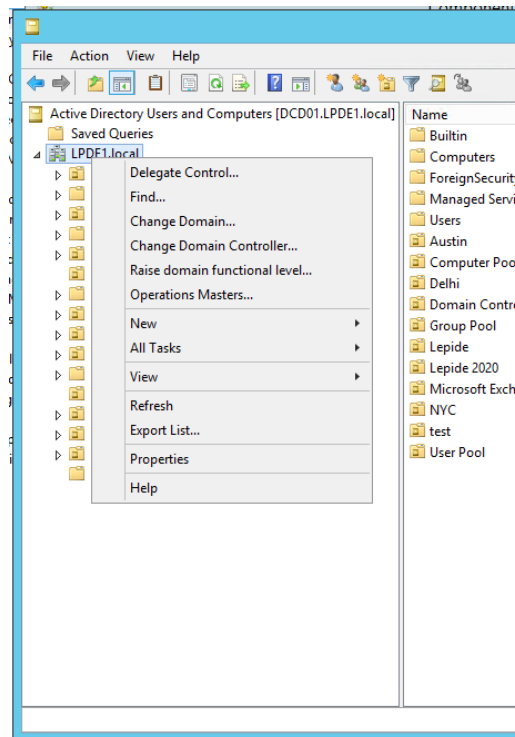 File Action View Help
Active Directory Users and Computers [DCD01.LPDE1.local]
Saved Queries
LPDE1.local
Delegate Control...
Find...
Change Domain...
Change Domain Controller...
Raise domain functional level...
Operations Masters...
New
All Tasks
View
Refresh
Export List...
Properties
Help
Name
Builtin
Computers
ForeignSecurity
Managed Servi
Users
Austin
Computer Poo
Delhi
Domain Contro
Group Pool
Lepide
Lepide 2020
Microsoft Exch
NYC
test
User Pool